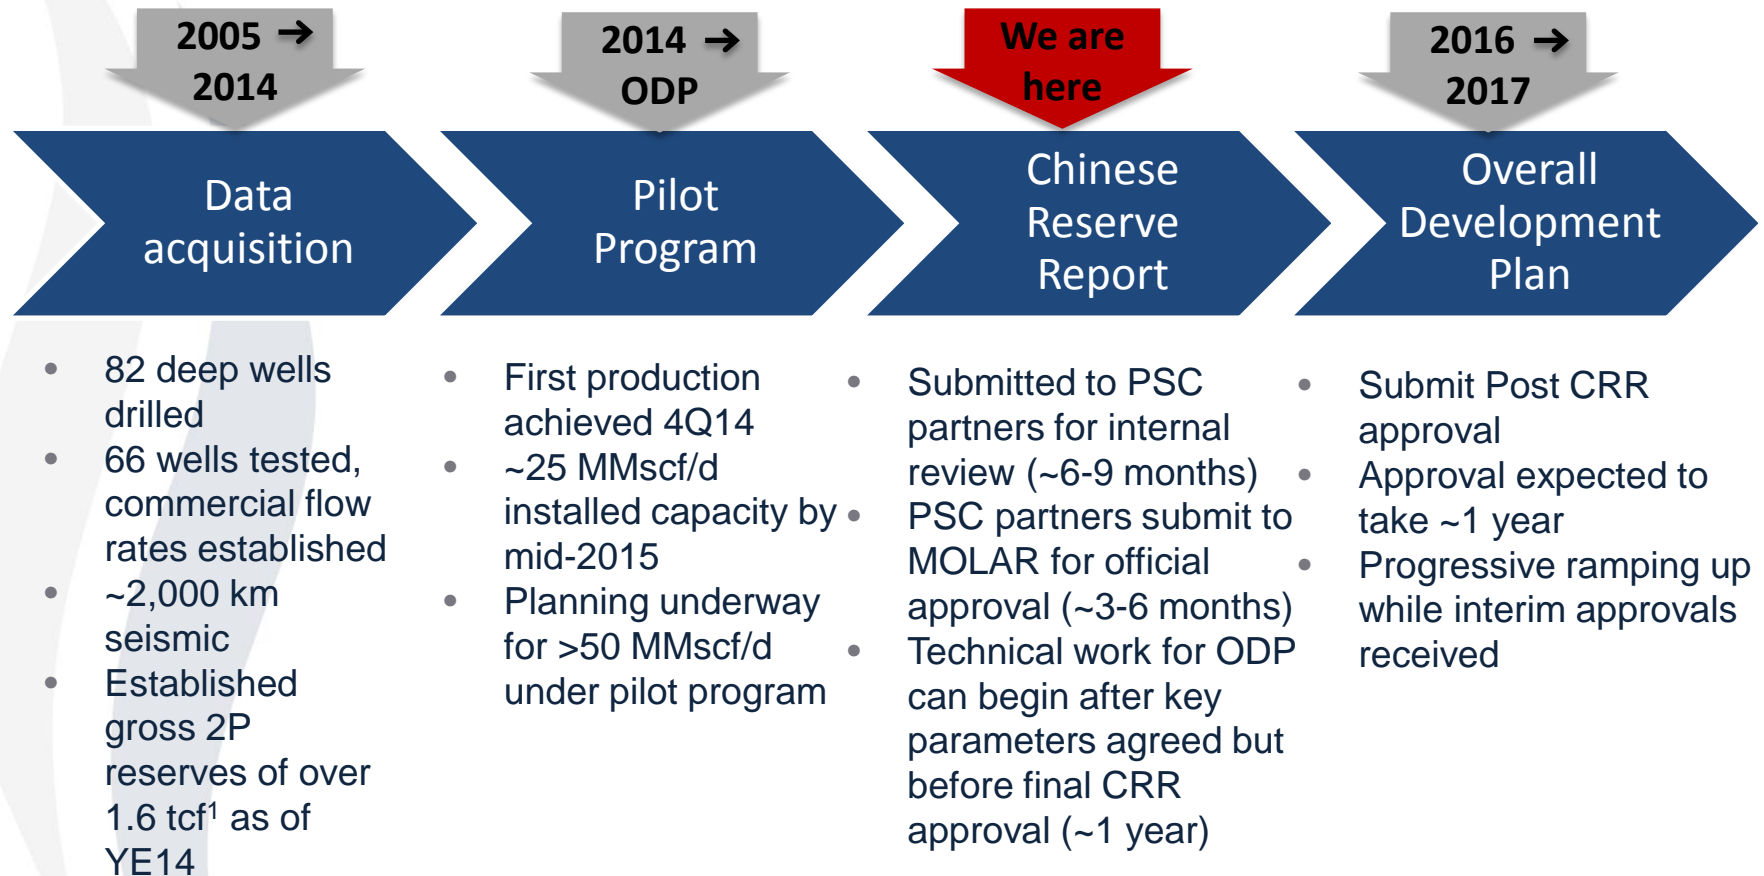 2005 →
2014
2014 →
ODP
We are
here
2016 →
2017
Data
acquisition
Pilot
Program
Chinese
Reserve
Report
Overall
Development
Plan
• 82 deep wells
drilled
• 66 wells tested,
commercial flow
rates established
• ~2,000 km
seismic
• Established
gross 2P
reserves of over
1.6 tcf¹ as of
YE14
• First production
achieved 4Q14
• ~25 MMscf/d
installed capacity by
mid-2015
• Planning underway
for >50 MMscf/d
under pilot program
• Submitted to PSC
partners for internal
review (~6-9 months)
• PSC partners submit to
MOLAR for official
approval (~3-6 months)
• Technical work for ODP
can begin after key
parameters agreed but
before final CRR
approval (~1 year)
• Submit Post CRR
approval
• Approval expected to
take ~1 year
• Progressive ramping up
while interim approvals
received